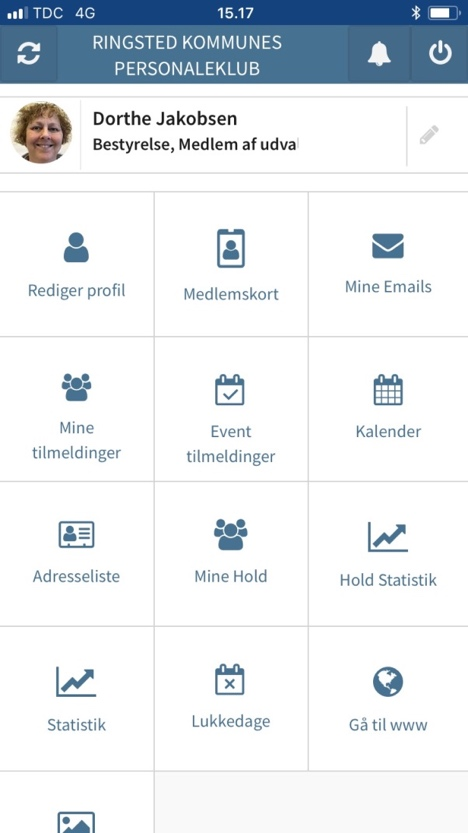 TDC 4G 15.17
RINGSTED KOMMUNES
PERSONALEKLUB
Dorthe Jakobsen
Bestyrelse, Medlem af udva
Rediger profil
Medlemskort
Mine Emails
Mine
tilmeldinger
Event
tilmeldinger
Kalender
Adresseliste
Mine Hold
Hold Statistik
Statistik
Lukkedage
Gå til www